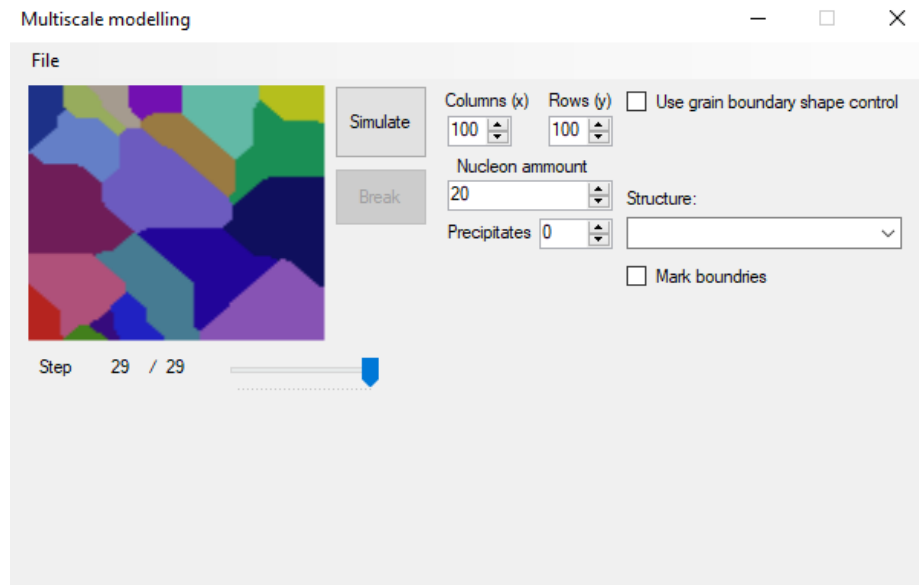 Multiscale modelling
File
Simulate
Break
Columns (x) Rows (y)
100 100
Nucleon ammount
20
Precipitates 0
Use grain boundary shape control
Structure:
Mark boundries
Step 29 / 29